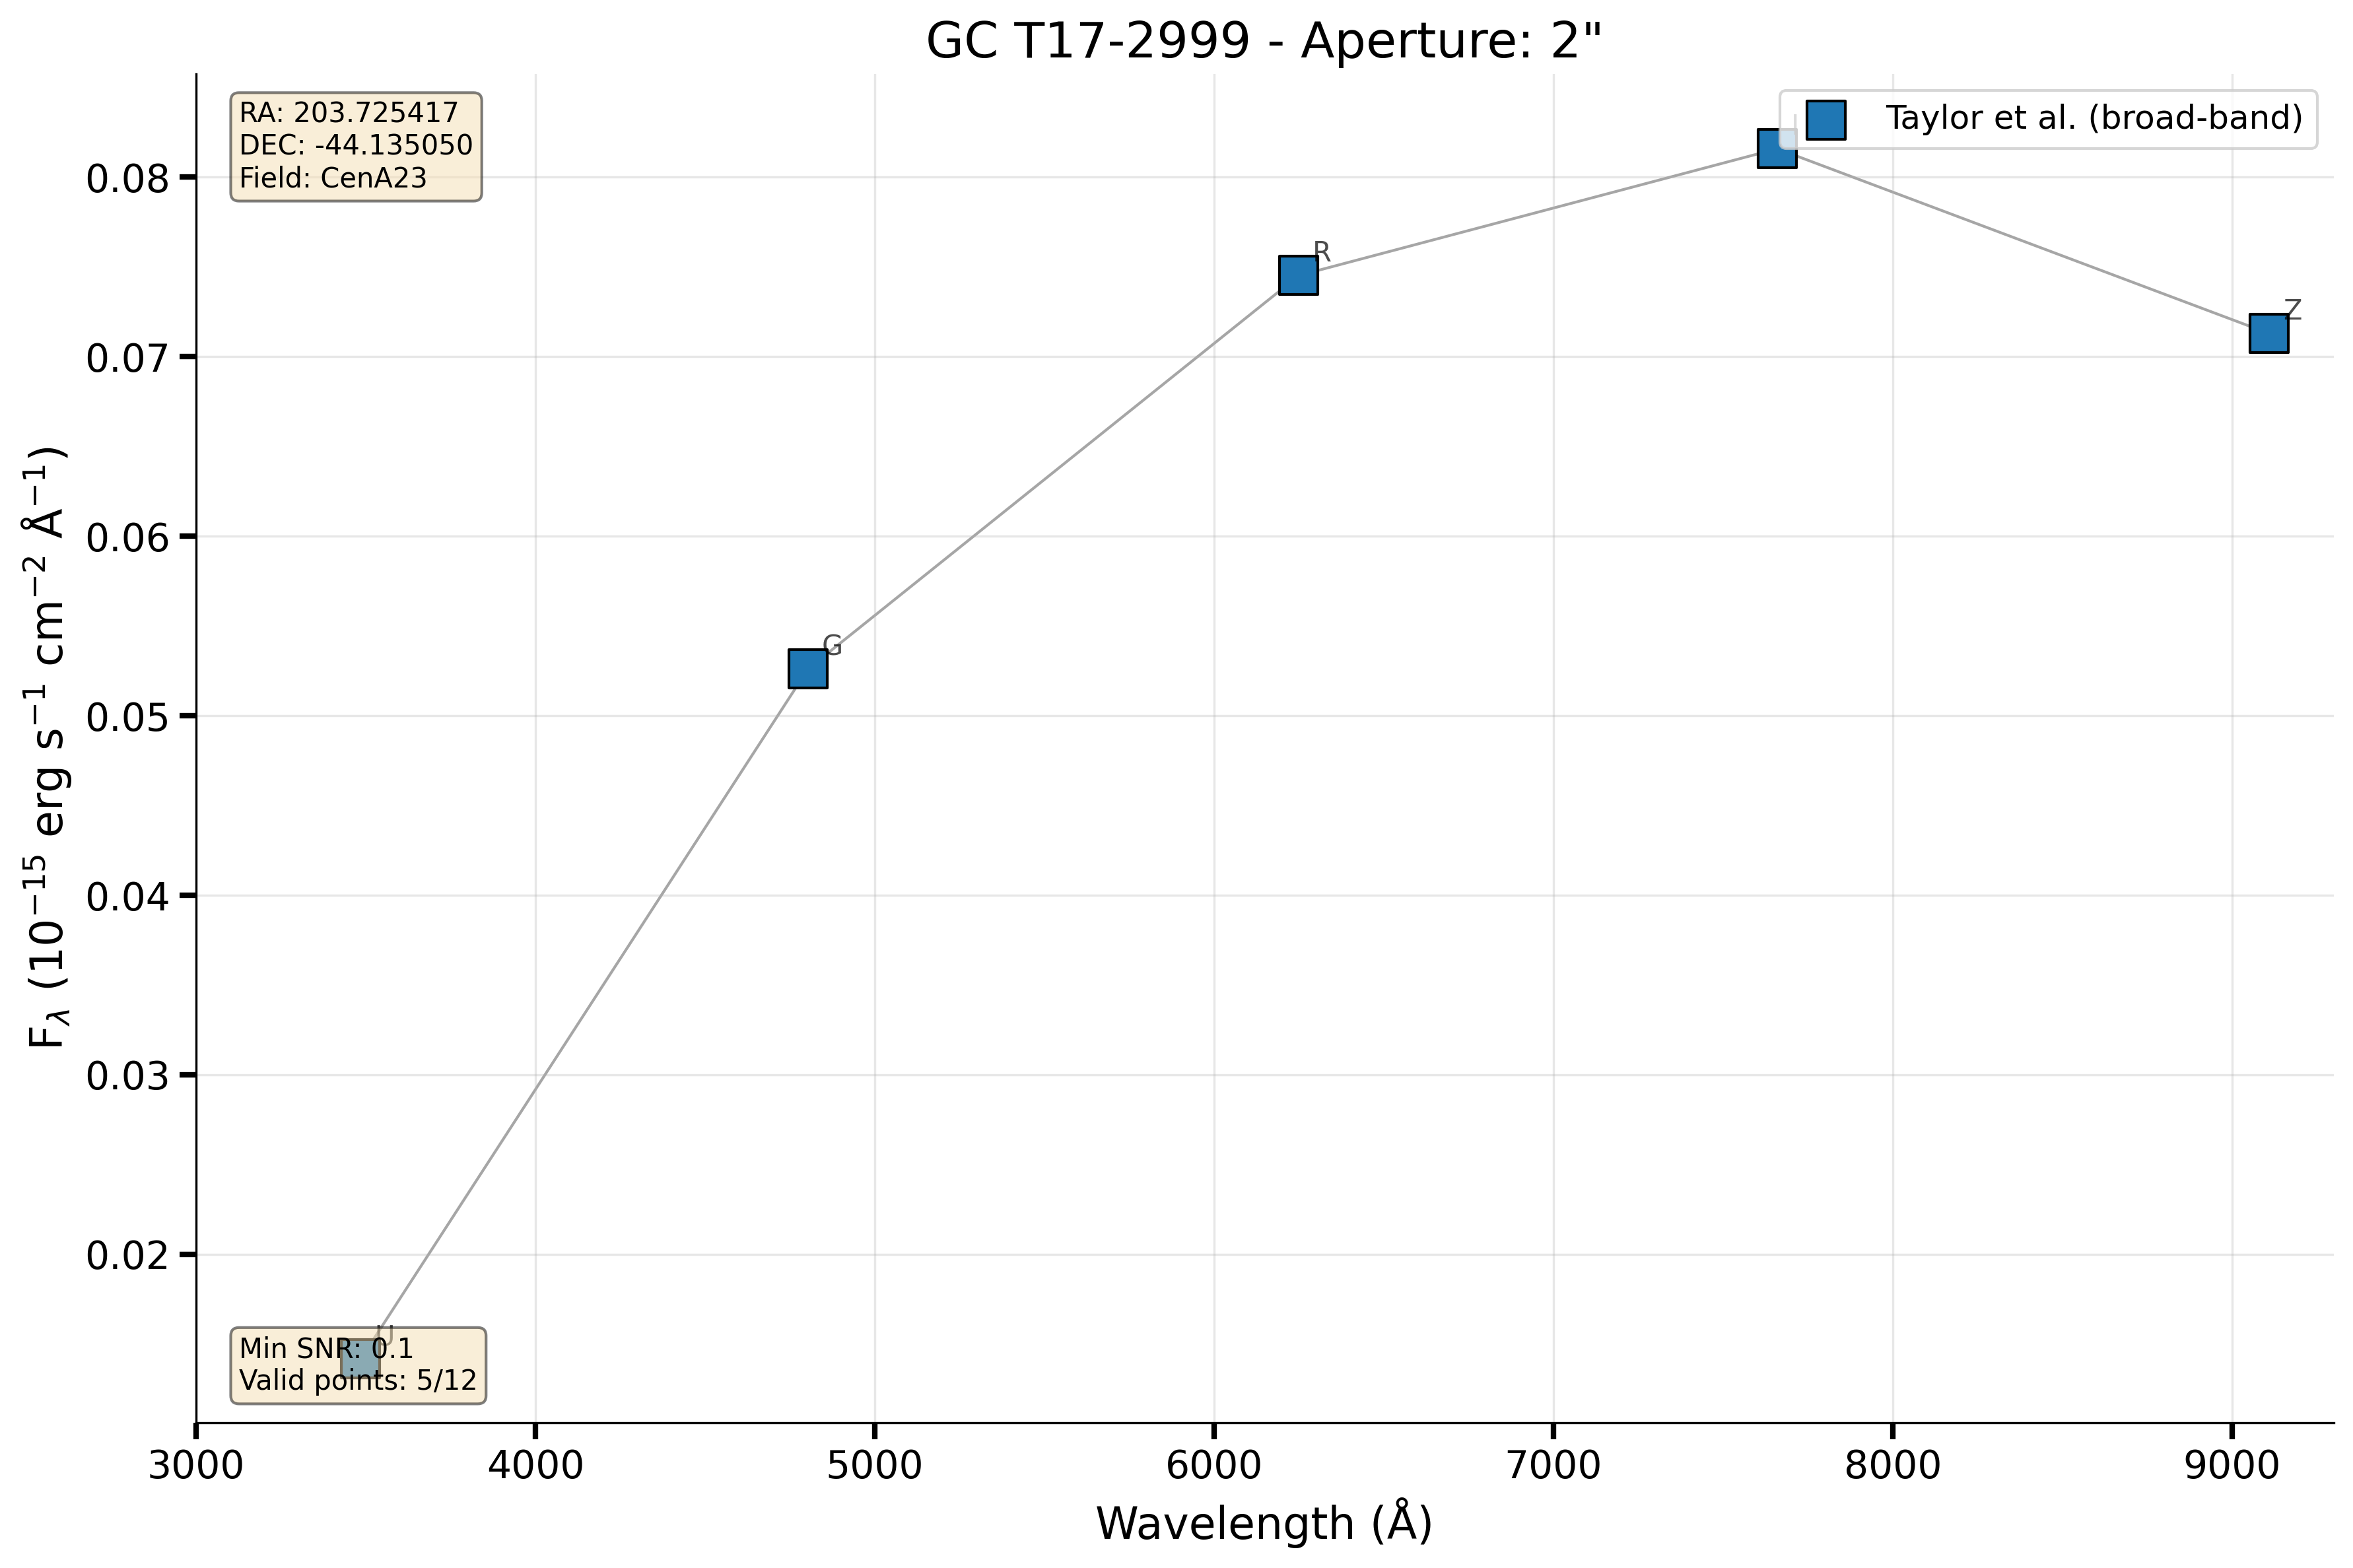 GC T17-2999 - Aperture: 2"
RA: 203.725417
DEC: -44.135050
Field: CenA23
Taylor et al. (broad-band)
I
R
Z
G
U
Min SNR: 0.1
Valid points: 5/12
F_λ (10⁻¹⁵ erg s⁻¹ cm⁻² Å⁻¹)
0.08
0.07
0.06
0.05
0.04
0.03
0.02
3000 4000 5000 6000 7000 8000 9000
Wavelength (Å)